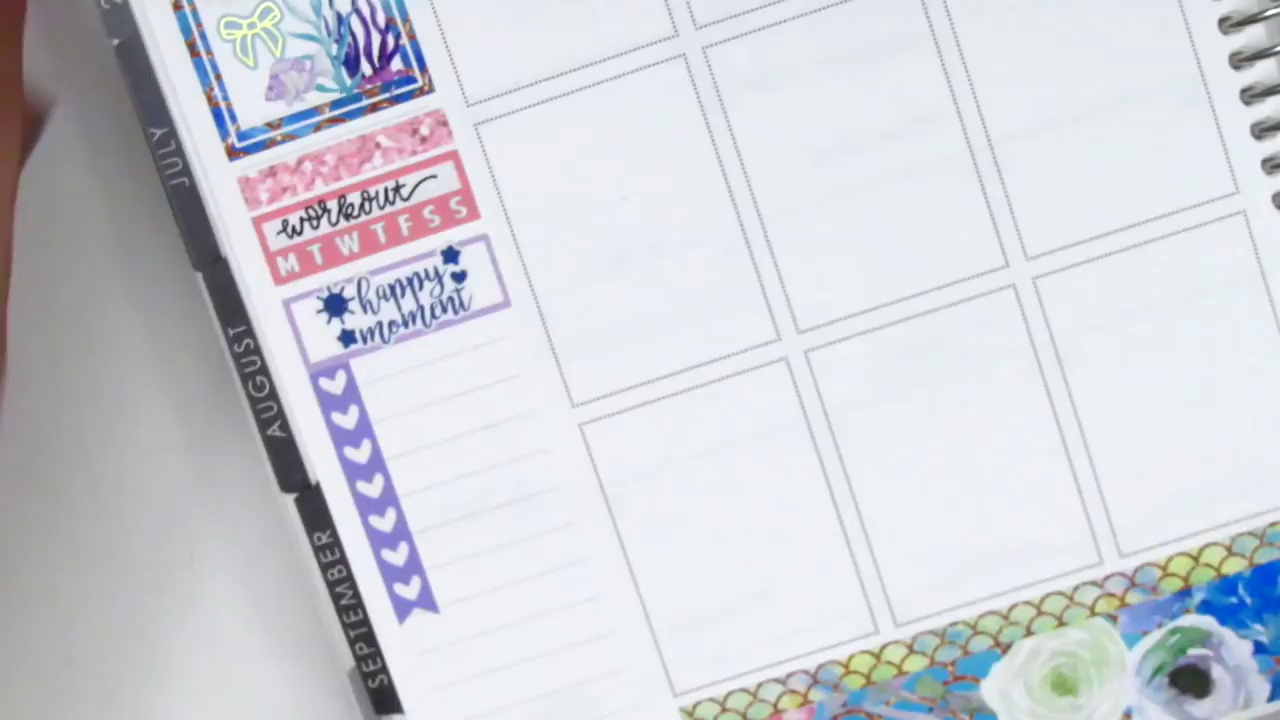 JULY
workout
M T W T F S S
happy
moment
AUGUST
SEPTEMBER